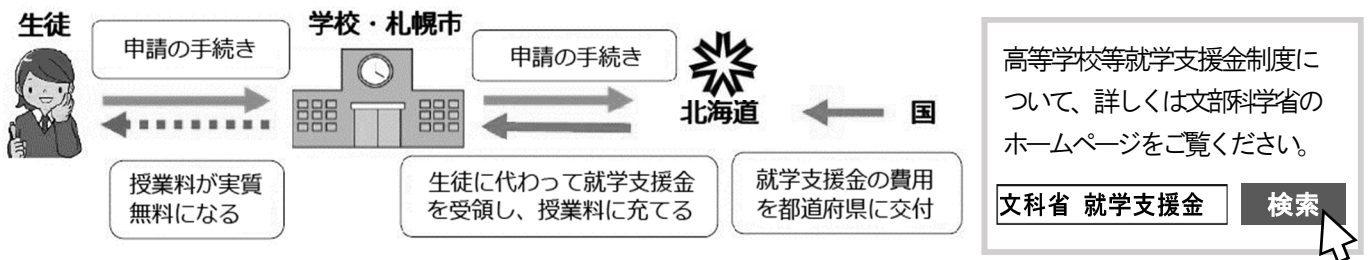 生徒
申請の手続き
学校・札幌市
申請の手続き
北海道
国
授業料が実質
無料になる
生徒に代わって就学支援金
を受領し、授業料に充てる
就学支援金の費用
を都道府県に交付
高等学校等就学支援金制度に
ついて、詳しくは文部科学省の
ホームページをご覧ください。
文科省 就学支援金
検索